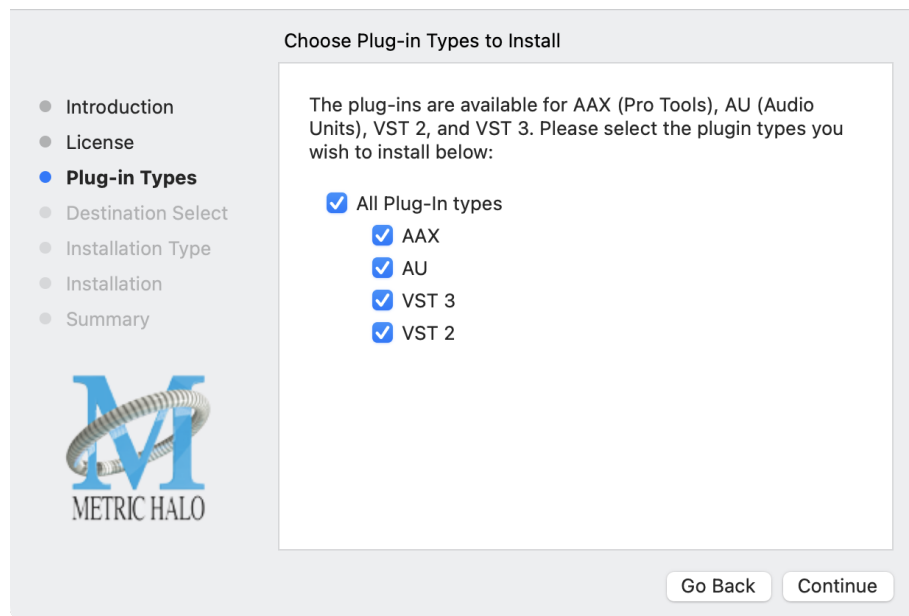 Choose Plug-in Types to Install
Introduction
License
Plug-in Types
Destination Select
Installation Type
Installation
Summary
METRIC HALO
The plug-ins are available for AAX (Pro Tools), AU (Audio
Units), VST 2, and VST 3. Please select the plugin types you
wish to install below:
All Plug-In types
AAX
AU
VST 3
VST 2
Go Back
Continue